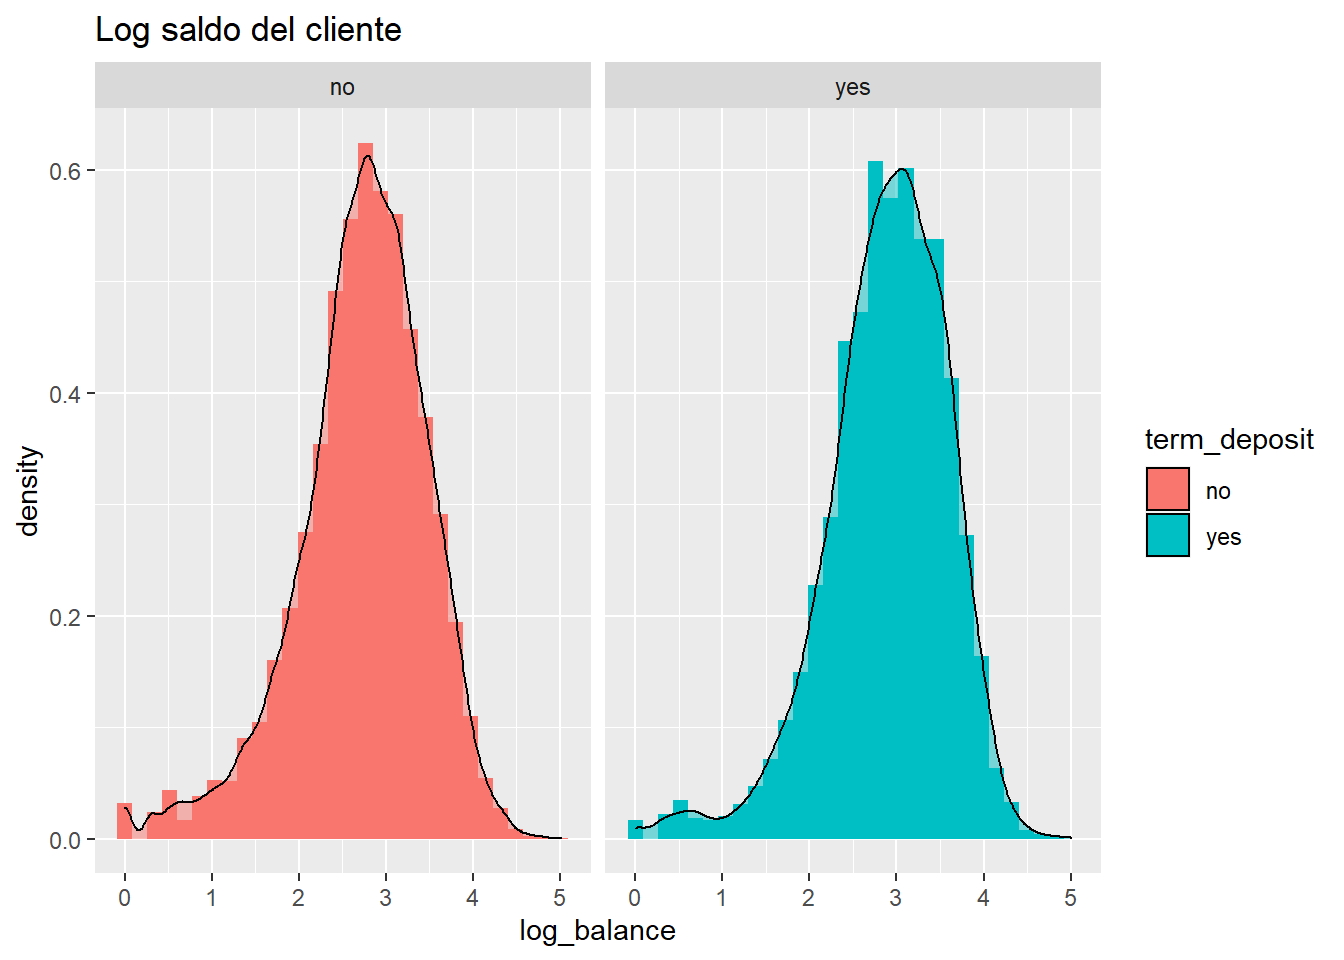 Log saldo del cliente
no
yes
0.6
0.4
0.2
0.0
density
0 1 2 3 4 5
0 1 2 3 4 5
log_balance
term_deposit
no
yes